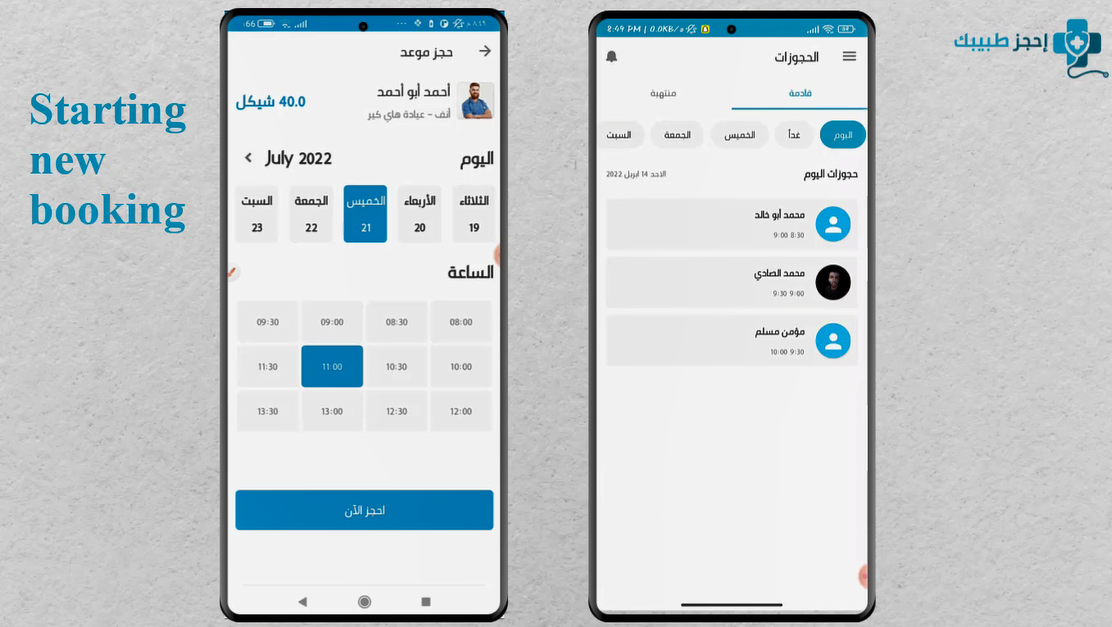 Starting
new
booking
إحجز طبيبك
حجز موعد
أحمد أبو أحمد
أنف - عيادة هاي كير
40.0 شيكل
اليوم
July 2022
الثلاثاء
19
الأربعاء
20
الخميس
21
الجمعة
22
السبت
23
الساعة
08:00
08:30
09:00
09:30
10:00
10:30
11:00
11:30
12:00
12:30
13:00
13:30
احجز الآن
8:49 PM | 0.0KB/s
الحجوزات
قادمة
منتهية
اليوم
غداً
الخميس
الجمعة
السبت
حجوزات اليوم
الاحد 14 ابريل 2022
محمد أبو خالد
8:30 9:00
محمد الصادي
9:00 9:30
مؤمن مسلم
9:30 10:00